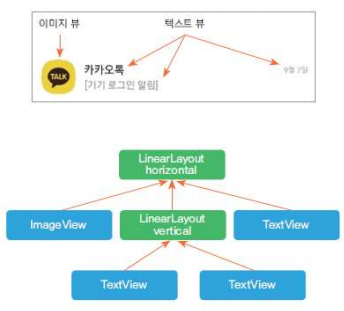 이미지 뷰
텍스트 뷰
TALK
카카오톡
[기기 로그인 알림]
9월 7일
LinearLayout
horizontal
ImageView
LinearLayout
vertical
TextView
TextView
TextView